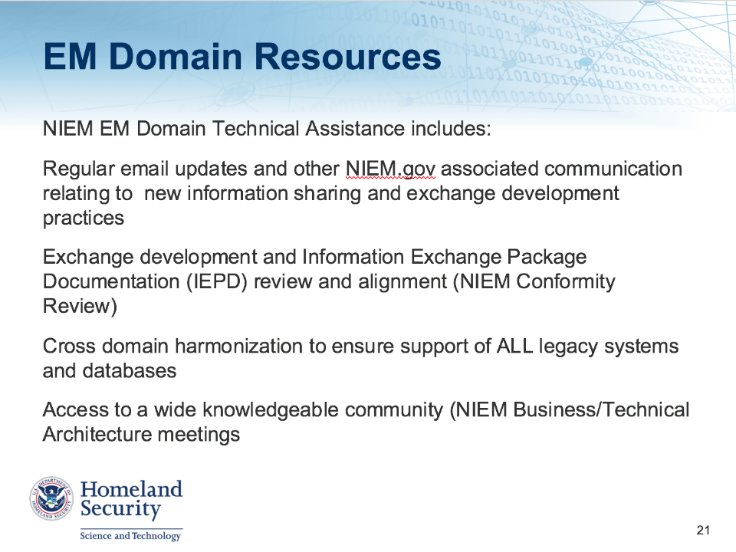 EM Domain Resources
NIEM EM Domain Technical Assistance includes:
Regular email updates and other NIEM.gov associated communication
relating to  new information sharing and exchange development
practices
Exchange development and Information Exchange Package
Documentation (IEPD) review and alignment (NIEM Conformity
Review)
Cross domain harmonization to ensure support of ALL legacy systems
and databases
Access to a wide knowledgeable community (NIEM Business/Technical
Architecture meetings
Homeland
Security
Science and Technology
21